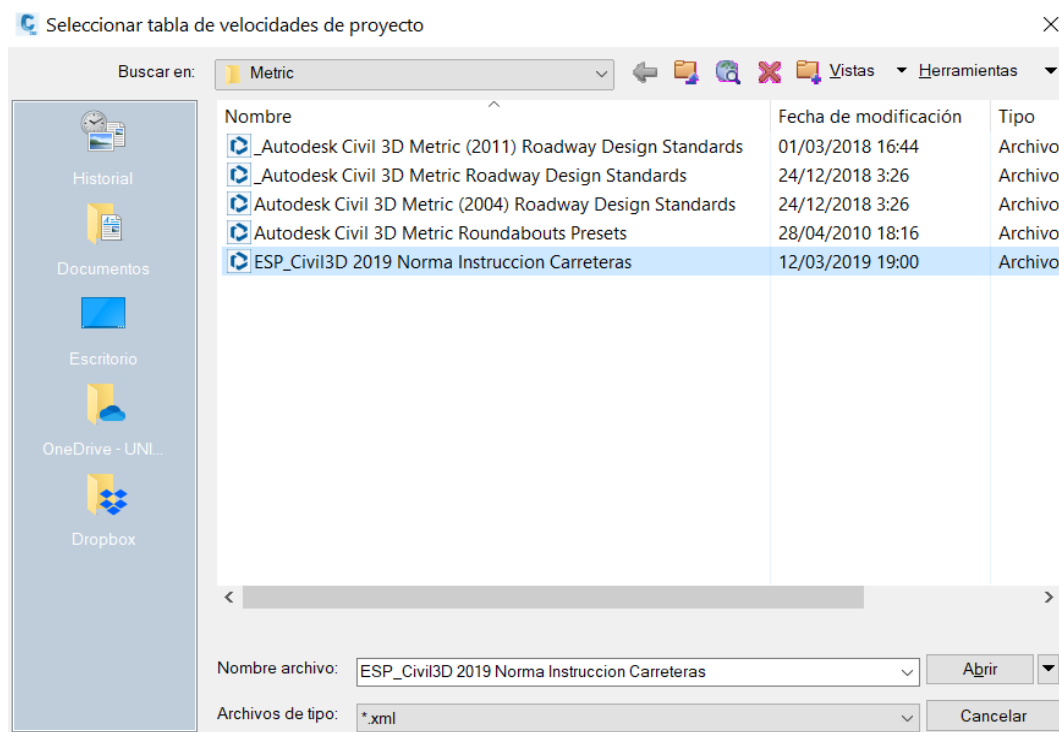 Seleccionar tabla de velocidades de proyecto
Buscar en: Metric Vistas Herramientas
Nombre Fecha de modificación Tipo
_Autodesk Civil 3D Metric (2011) Roadway Design Standards 01/03/2018 16:44 Archivo
_Autodesk Civil 3D Metric Roadway Design Standards 24/12/2018 3:26 Archivo
Autodesk Civil 3D Metric (2004) Roadway Design Standards 24/12/2018 3:26 Archivo
Autodesk Civil 3D Metric Roundabouts Presets 28/04/2010 18:16 Archivo
ESP_Civil3D 2019 Norma Instruccion Carreteras 12/03/2019 19:00 Archivo
Historial
Documentos
Escritorio
OneDrive - UNI...
Dropbox
Nombre archivo: ESP_Civil3D 2019 Norma Instruccion Carreteras Abrir
Archivos de tipo: *.xml Cancelar